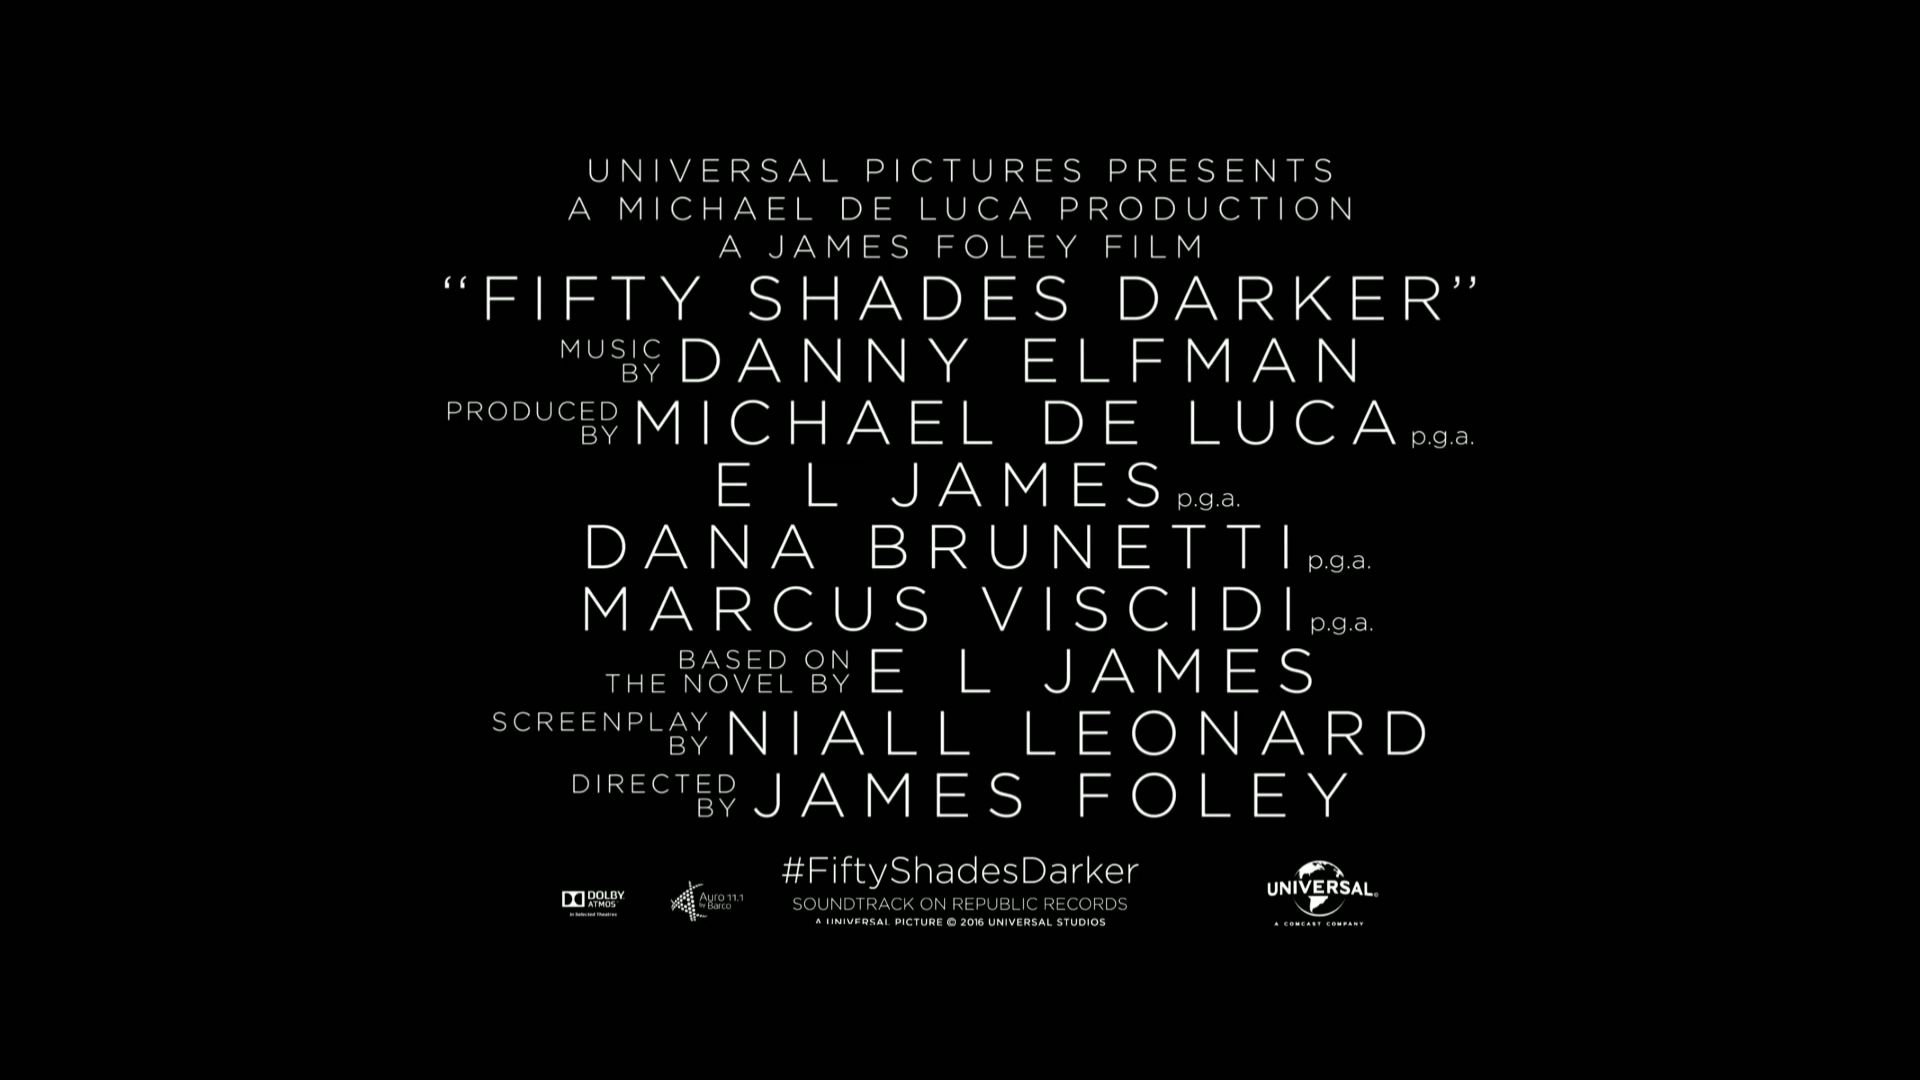 UNIVERSAL PICTURES PRESENTS
A MICHAEL DE LUCA PRODUCTION
A JAMES FOLEY FILM
“FIFTY SHADES DARKER”
MUSIC BY DANNY ELFMAN
PRODUCED BY MICHAEL DE LUCA p.g.a.
E L JAMES p.g.a.
DANA BRUNETTI p.g.a.
MARCUS VISCIDI p.g.a.
BASED ON THE NOVEL BY E L JAMES
SCREENPLAY BY NIALL LEONARD
DIRECTED BY JAMES FOLEY
#FiftyShadesDarker
DOLBY ATMOS
In Selected Theatres
Auro 11.1
by Barco
SOUNDTRACK ON REPUBLIC RECORDS
A UNIVERSAL PICTURE © 2016 UNIVERSAL STUDIOS
UNIVERSAL
A COMCAST COMPANY